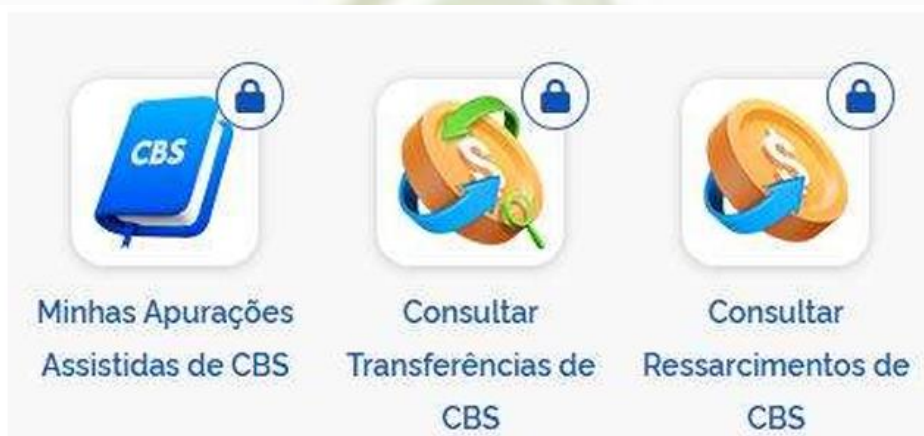 CBS
Minhas Apurações
Assistidas de CBS
Consultar
Transferências de
CBS
Consultar
Ressarcimentos de
CBS